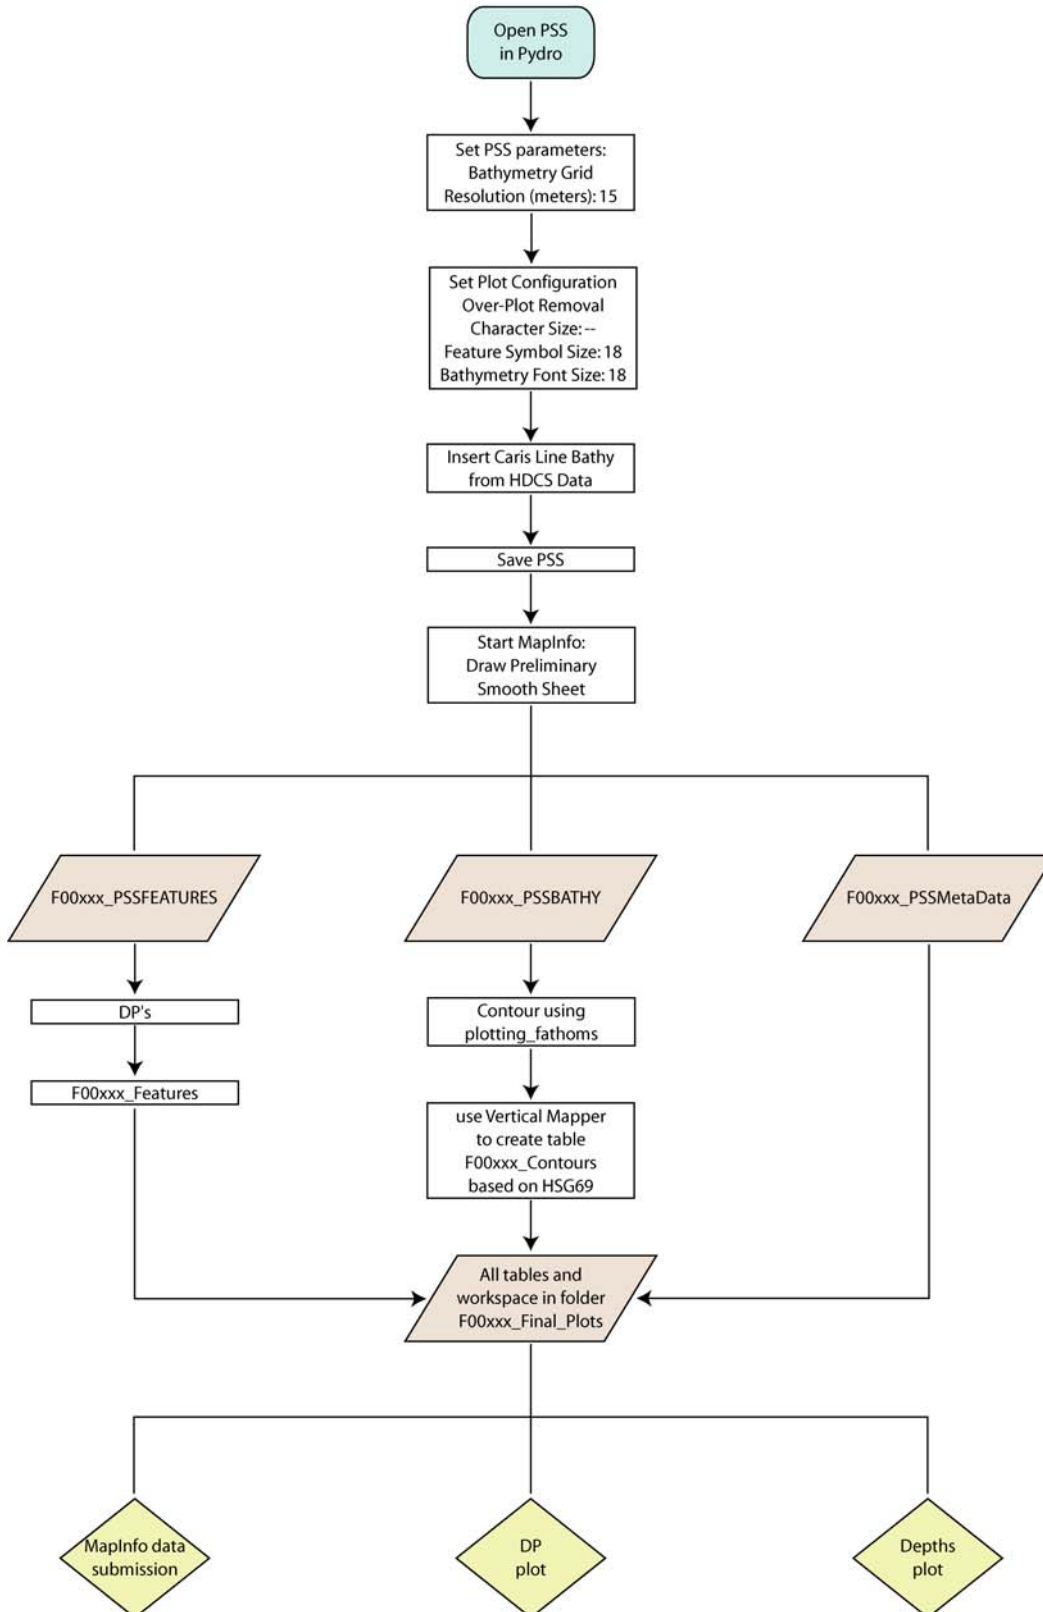 Open PSS
in Pydro
Set PSS parameters:
Bathymetry Grid
Resolution (meters): 15
Set Plot Configuration
Over-Plot Removal
Character Size: --
Feature Symbol Size: 18
Bathymetry Font Size: 18
Insert Caris Line Bathy
from HDCS Data
Save PSS
Start MapInfo:
Draw Preliminary
Smooth Sheet
F00xxx_PSSFEATURES
F00xxx_PSSBATHY
F00xxx_PSSMetaData
DP's
F00xxx_Features
Contour using
plotting_fathoms
use Vertical Mapper
to create table
F00xxx_Contours
based on HSG69
All tables and
workspace in folder
F00xxx_Final_Plots
MapInfo data
submission
DP
plot
Depths
plot